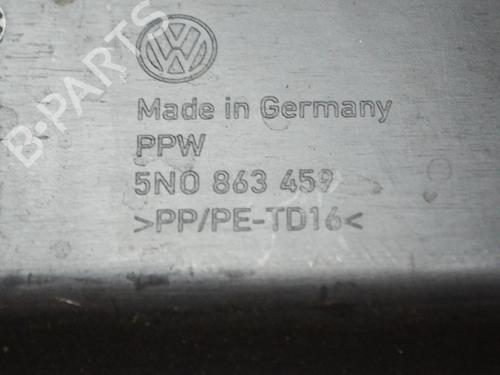 B-PARTS
Made in Germany
PPW
5N0 863 459
>PP/PE-TD16<